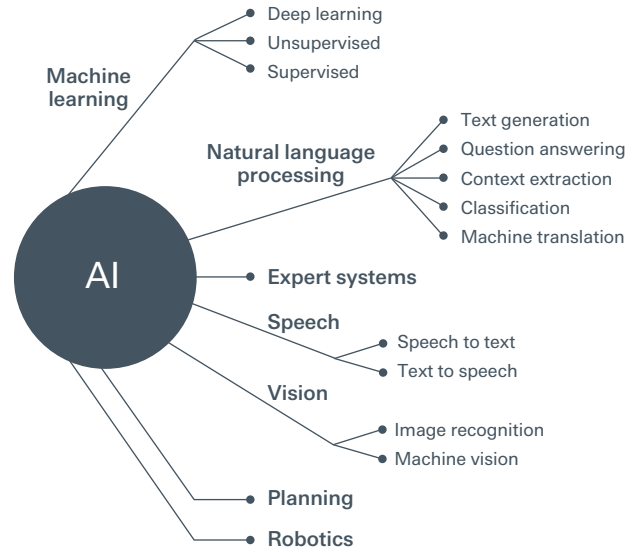 Deep learning
Unsupervised
Supervised
Machine
learning
Text generation
Question answering
Context extraction
Classification
Machine translation
Natural language
processing
AI
Expert systems
Speech
Speech to text
Text to speech
Vision
Image recognition
Machine vision
Planning
Robotics